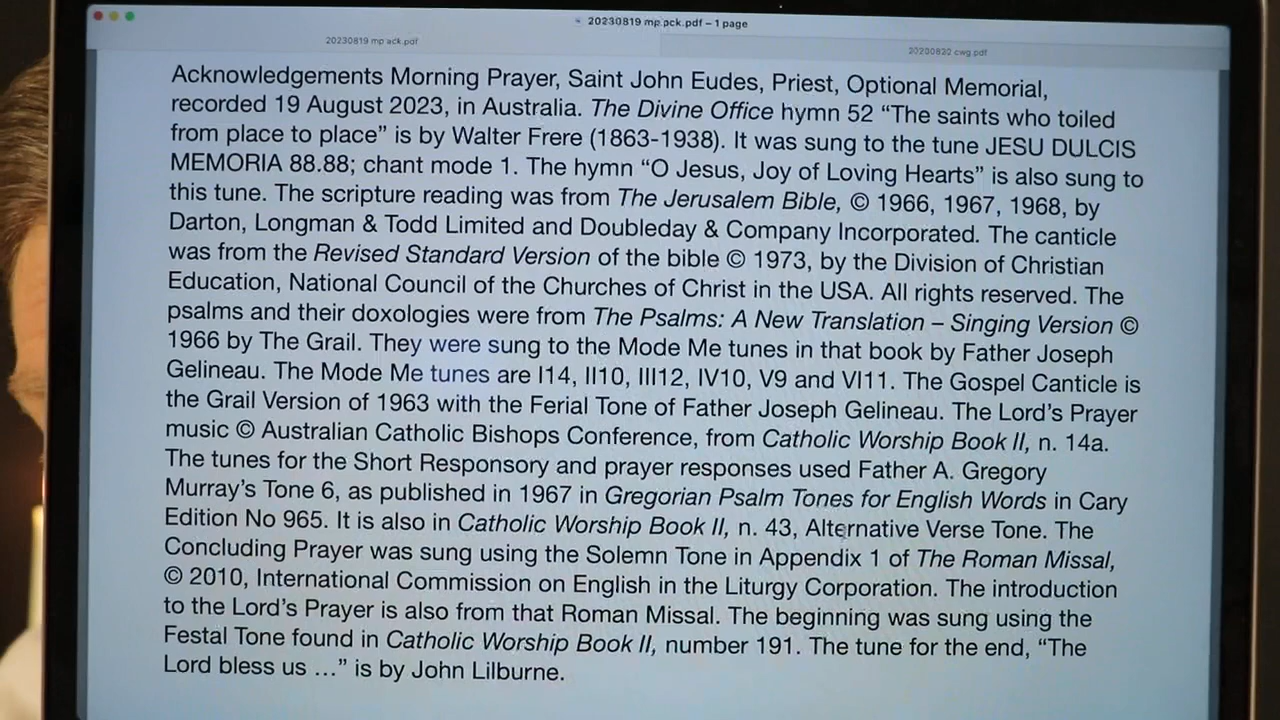 20230819 mp ack.pdf – 1 page
20230819 mp ack.pdf
20200820 cwg.pdf
Acknowledgements Morning Prayer, Saint John Eudes, Priest, Optional Memorial,
recorded 19 August 2023, in Australia. The Divine Office hymn 52 “The saints who toiled
from place to place” is by Walter Frere (1863-1938). It was sung to the tune JESU DULCIS
MEMORIA 88.88; chant mode 1. The hymn “O Jesus, Joy of Loving Hearts” is also sung to
this tune. The scripture reading was from The Jerusalem Bible, © 1966, 1967, 1968, by
Darton, Longman & Todd Limited and Doubleday & Company Incorporated. The canticle
was from the Revised Standard Version of the bible © 1973, by the Division of Christian
Education, National Council of the Churches of Christ in the USA. All rights reserved. The
psalms and their doxologies were from The Psalms: A New Translation – Singing Version ©
1966 by The Grail. They were sung to the Mode Me tunes in that book by Father Joseph
Gelineau. The Mode Me tunes are I14, II10, III12, IV10, V9 and VI11. The Gospel Canticle is
the Grail Version of 1963 with the Ferial Tone of Father Joseph Gelineau. The Lord’s Prayer
music © Australian Catholic Bishops Conference, from Catholic Worship Book II, n. 14a.
The tunes for the Short Responsory and prayer responses used Father A. Gregory
Murray’s Tone 6, as published in 1967 in Gregorian Psalm Tones for English Words in Cary
Edition No 965. It is also in Catholic Worship Book II, n. 43, Alternative Verse Tone. The
Concluding Prayer was sung using the Solemn Tone in Appendix 1 of The Roman Missal,
© 2010, International Commission on English in the Liturgy Corporation. The introduction
to the Lord’s Prayer is also from that Roman Missal. The beginning was sung using the
Festal Tone found in Catholic Worship Book II, number 191. The tune for the end, “The
Lord bless us …” is by John Lilburne.